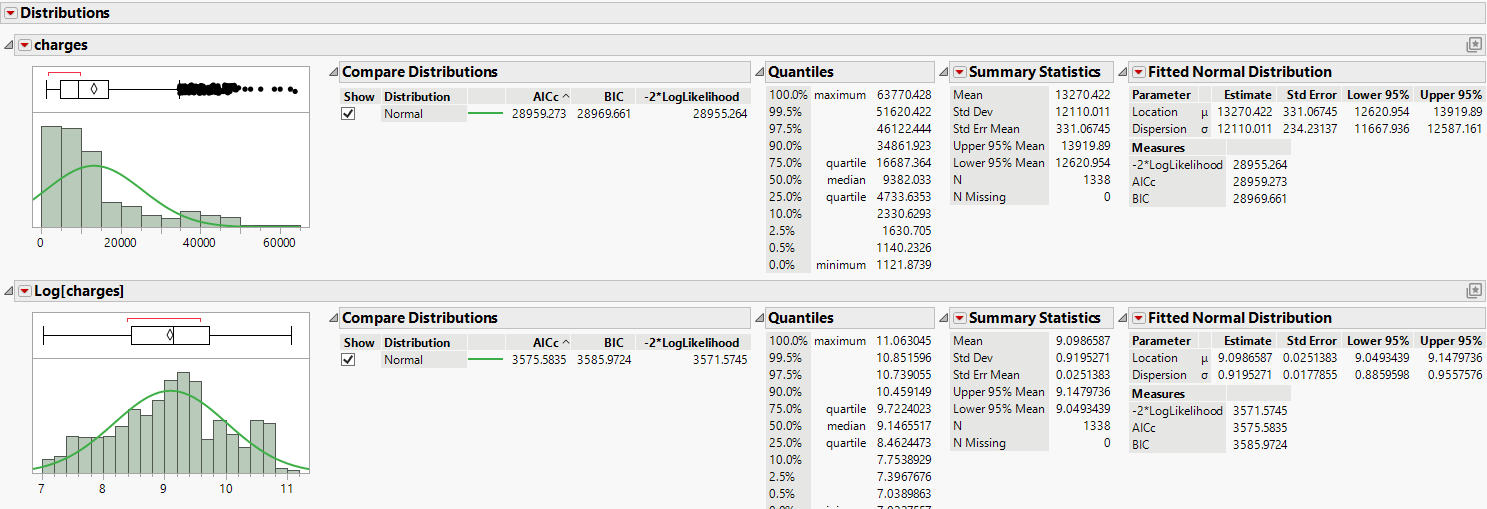 Distributions
charges
Compare Distributions
Show Distribution AICc BIC -2*LogLikelihood
Normal 28959.273 28969.661 28955.264
0 20000 40000 60000
Quantiles
100.0% maximum 63770.428
99.5% 51620.422
97.5% 46122.444
90.0% 34861.923
75.0% quartile 16687.364
50.0% median 9382.033
25.0% quartile 4733.6353
10.0% 2330.6293
2.5% 1630.705
0.5% 1140.2326
0.0% minimum 1121.8739
Summary Statistics
Mean 13270.422
Std Dev 12110.011
Std Err Mean 331.06745
Upper 95% Mean 13919.89
Lower 95% Mean 12620.954
N 1338
N Missing 0
Fitted Normal Distribution
Parameter Estimate Std Error Lower 95% Upper 95%
Location μ 13270.422 331.06745 12620.954 13919.89
Dispersion σ 12110.011 234.23137 11667.936 12587.161
Measures
-2*LogLikelihood 28955.264
AICc 28959.273
BIC 28969.661
Log[charges]
Compare Distributions
Show Distribution AICc BIC -2*LogLikelihood
Normal 3575.5835 3585.9724 3571.5745
7 8 9 10 11
Quantiles
100.0% maximum 11.063045
99.5% 10.851596
97.5% 10.739055
90.0% 10.459149
75.0% quartile 9.7224023
50.0% median 9.1465517
25.0% quartile 8.4624473
10.0% 7.7538929
2.5% 7.3967676
0.5% 7.0389863
Summary Statistics
Mean 9.0986587
Std Dev 0.9195271
Std Err Mean 0.0251383
Upper 95% Mean 9.1479736
Lower 95% Mean 9.0493439
N 1338
N Missing 0
Fitted Normal Distribution
Parameter Estimate Std Error Lower 95% Upper 95%
Location μ 9.0986587 0.0251383 9.0493439 9.1479736
Dispersion σ 0.9195271 0.0177855 0.8859598 0.9557576
Measures
-2*LogLikelihood 3571.5745
AICc 3575.5835
BIC 3585.9724